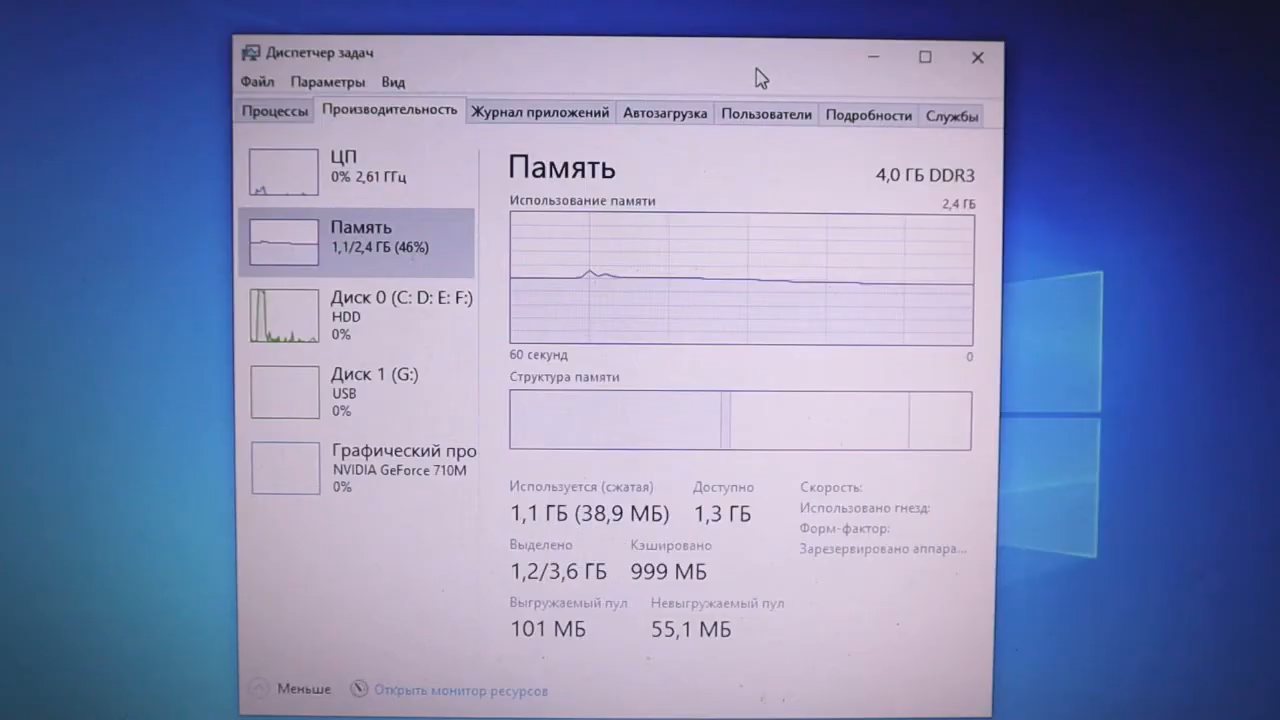 Диспетчер задач
Файл Параметры Вид
Процессы Производительность Журнал приложений Автозагрузка Пользователи Подробности Службы
ЦП
0% 2,61 ГГц
Память
1,1/2,4 ГБ (46%)
Диск 0 (C: D: E: F:)
HDD
0%
Диск 1 (G:)
USB
0%
Графический про
NVIDIA GeForce 710M
0%
Память 4,0 ГБ DDR3
Использование памяти 2,4 ГБ
60 секунд 0
Структура памяти
Используется (сжатая) Доступно
1,1 ГБ (38,9 МБ) 1,3 ГБ
Выделено Кэшировано
1,2/3,6 ГБ 999 МБ
Выгружаемый пул Невыгружаемый пул
101 МБ 55,1 МБ
Скорость:
Использовано гнезд:
Форм-фактор:
Зарезервировано аппара...
Меньше Открыть монитор ресурсов